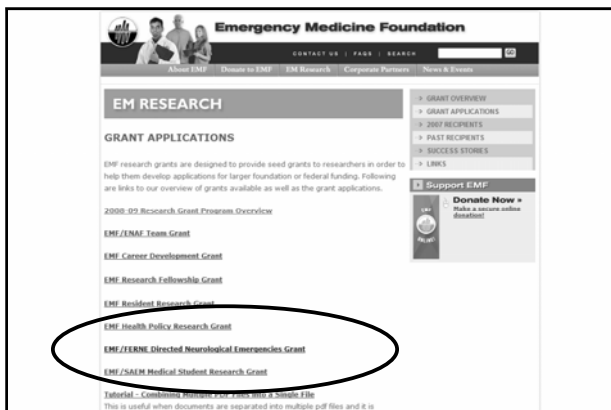 Emergency Medicine Foundation
CONTACT US | FAQS | SEARCH GO
About EMF Donate to EMF EM Research Corporate Partners News & Events
EM RESEARCH
GRANT APPLICATIONS
EMF research grants are designed to provide seed grants to researchers in order to
help them develop applications for larger foundation or federal funding. Following
are links to our overview of grants available as well as the grant applications.
2008-09 Research Grant Program Overview
EMF/ENAF Team Grant
EMF Career Development Grant
EMF Research Fellowship Grant
EMF Resident Research Grant
EMF Health Policy Research Grant
EMF/FERNE Directed Neurological Emergencies Grant
EMF/SAEM Medical Student Research Grant
Tutorial - Combining Multiple PDF Files into a Single File
This is useful when documents are separated into multiple pdf files and it is
GRANT OVERVIEW
GRANT APPLICATIONS
2007 RECIPIENTS
PAST RECIPIENTS
SUCCESS STORIES
LINKS
Support EMF
Donate Now »
Make a secure online
donation!